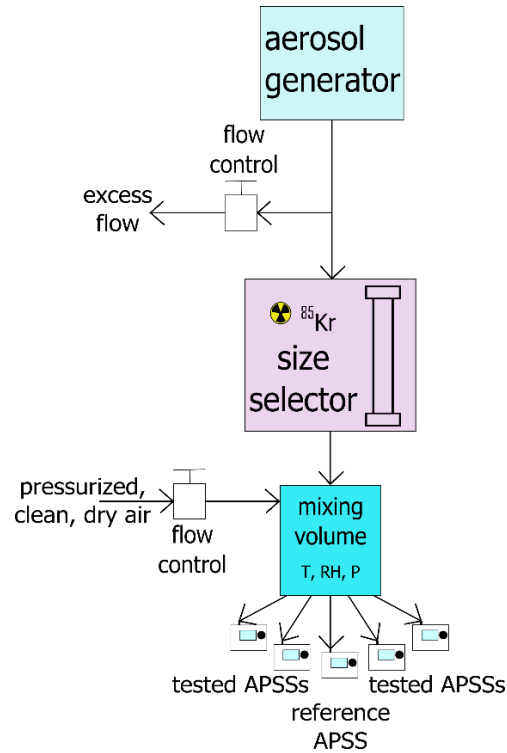 aerosol
generator
flow
control
excess
flow
⁸⁵Kr
size
selector
pressurized,
clean, dry air
flow
control
mixing
volume
T, RH, P
tested APSSs
tested APSSs
reference
APSS